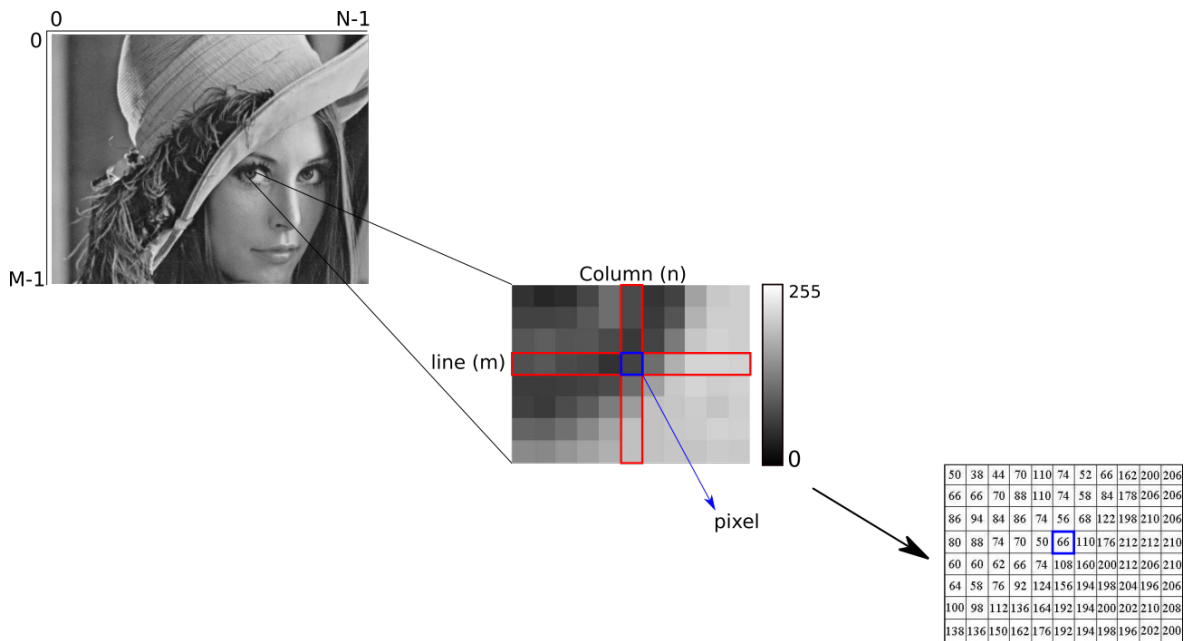 0 N-1
0
M-1
Column (n)
255
line (m)
0
pixel
50 38 44 70 110 74 52 66 162 200 206
66 66 70 88 110 74 58 84 178 206 206
86 94 84 86 74 56 68 122 198 210 206
80 88 74 70 50 66 110 176 212 212 210
60 60 62 66 74 108 160 200 212 206 210
64 58 76 92 124 156 194 198 204 196 206
100 98 112 136 164 192 194 200 202 210 208
138 136 150 162 176 192 194 198 196 202 200